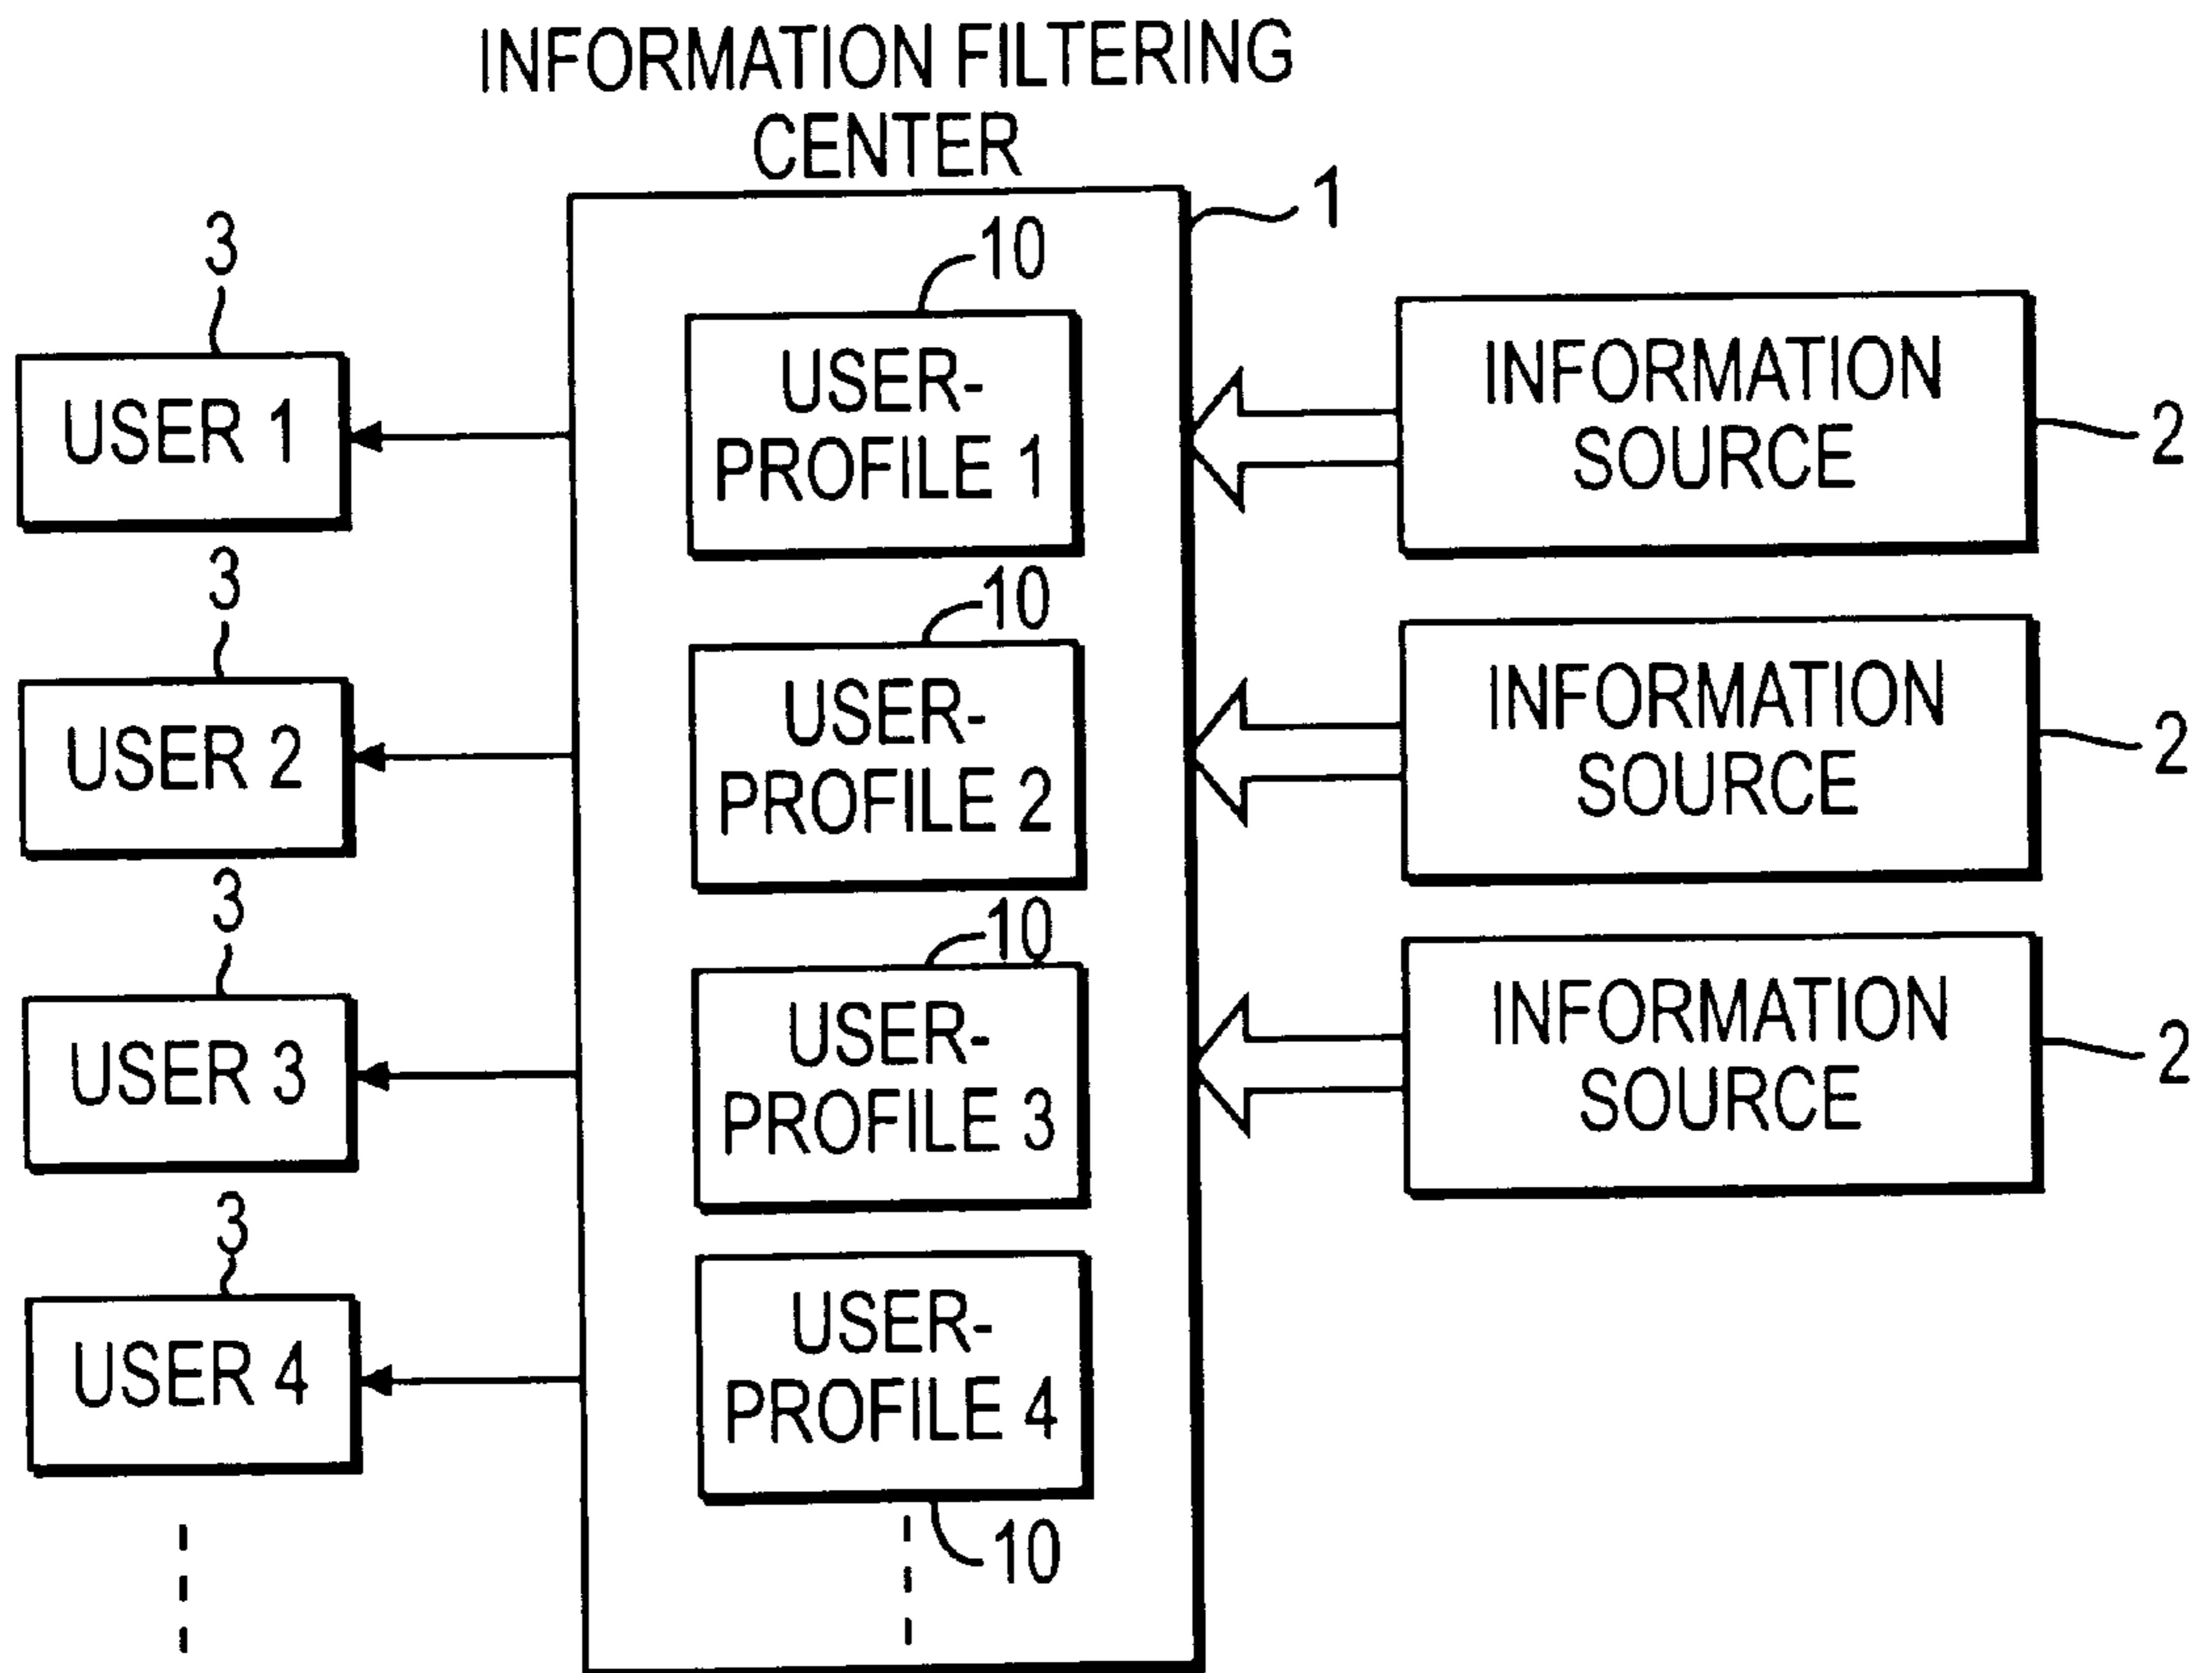 INFORMATION FILTERING
CENTER
1
3
USER 1
3
USER 2
3
USER 3
3
USER 4
10
USER-
PROFILE 1
10
USER-
PROFILE 2
10
USER-
PROFILE 3
USER-
PROFILE 4
10
INFORMATION
SOURCE
2
INFORMATION
SOURCE
2
INFORMATION
SOURCE
2